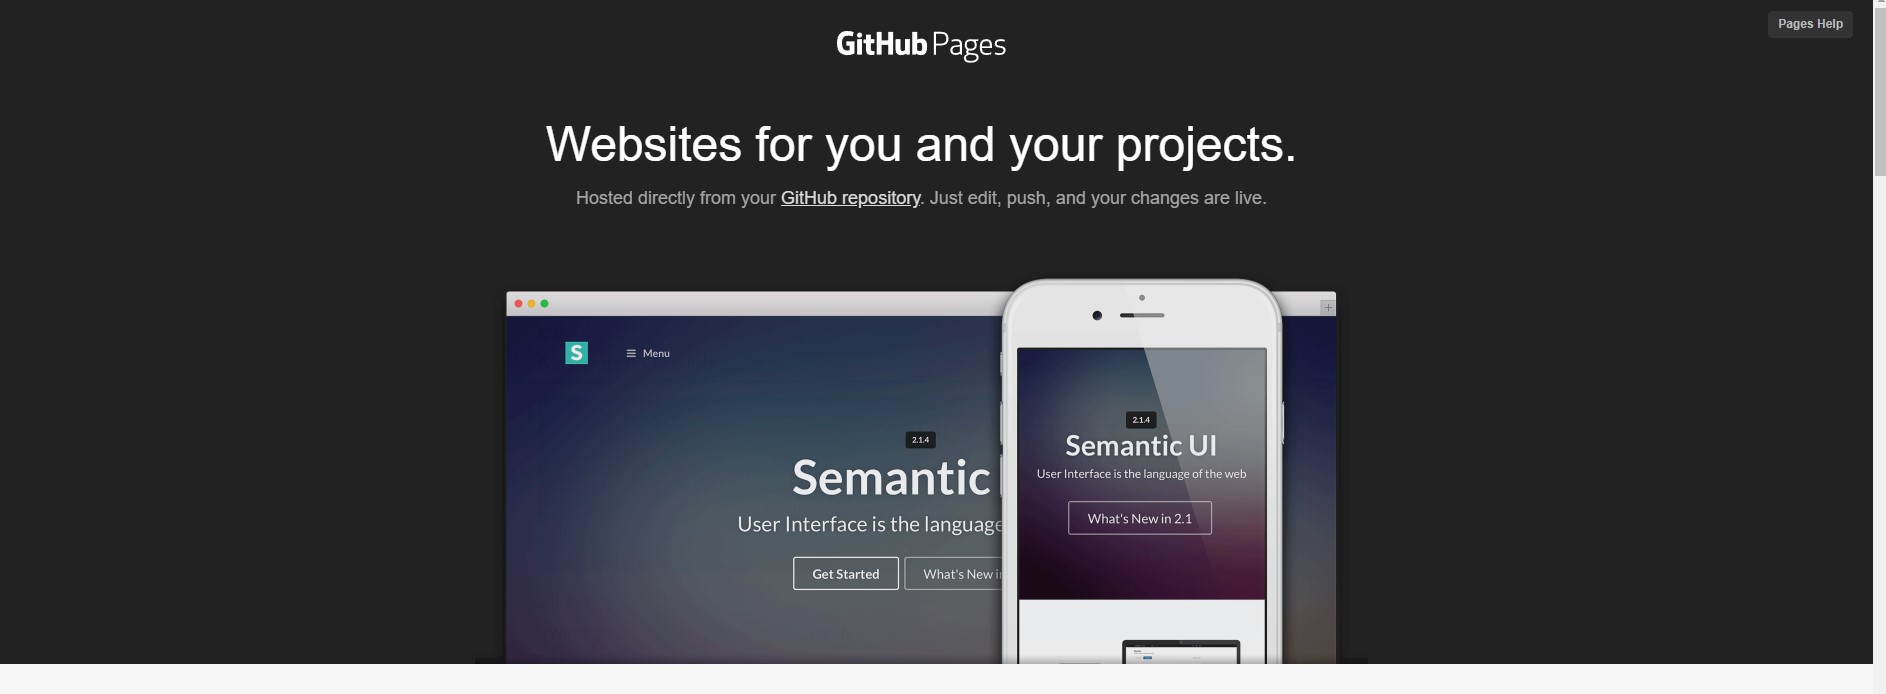 Pages Help
GitHub Pages
Websites for you and your projects.
Hosted directly from your GitHub repository. Just edit, push, and your changes are live.
S
Menu
2.1.4
Semantic
User Interface is the language
Get Started
What's New in
2.1.4
Semantic UI
User Interface is the language of the web
What's New in 2.1